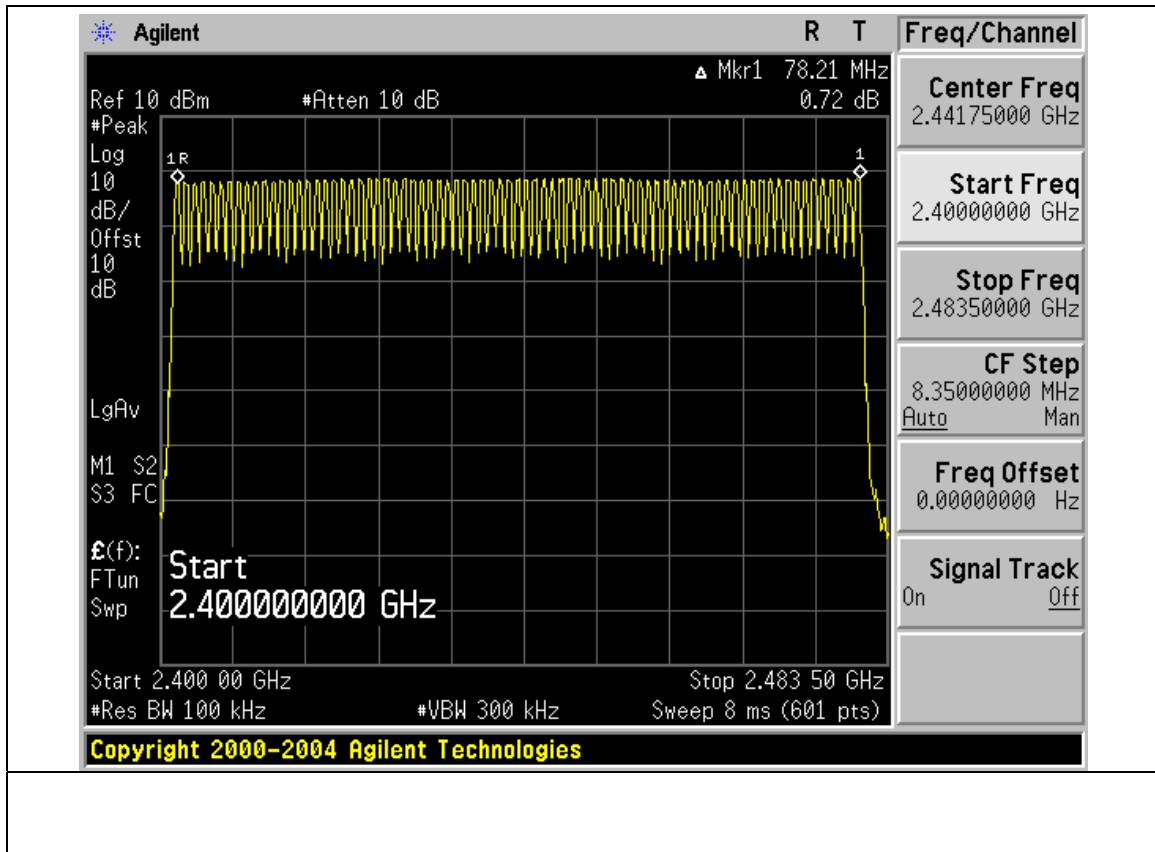 Agilent R T Freq/Channel
Δ Mkr1 78.21 MHz
Ref 10 dBm #Atten 10 dB 0.72 dB
#Peak
Log
10
dB/
Offst
10
dB
1R 1
LgAv
M1 S2
S3 FC
£(f):
FTun
Swp
Start
2.400000000 GHz
Start 2.400 00 GHz Stop 2.483 50 GHz
#Res BW 100 kHz #VBW 300 kHz Sweep 8 ms (601 pts)
Center Freq
2.44175000 GHz
Start Freq
2.40000000 GHz
Stop Freq
2.48350000 GHz
CF Step
8.35000000 MHz
Auto Man
Freq Offset
0.00000000 Hz
Signal Track
On Off
Copyright 2000-2004 Agilent Technologies